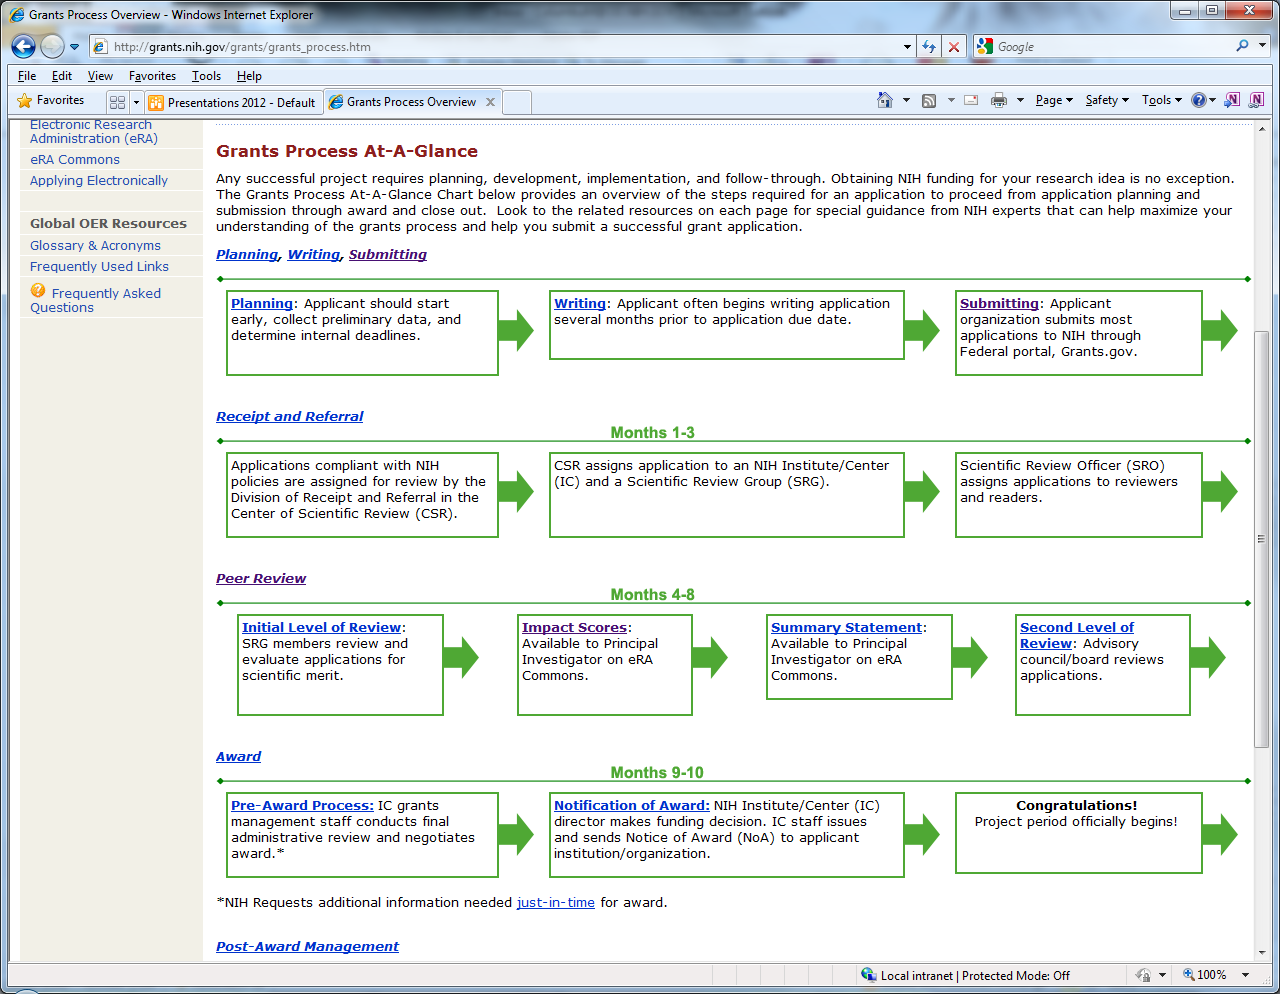 Grants Process Overview - Windows Internet Explorer
http://grants.nih.gov/grants/grants_process.htm
Google
File Edit View Favorites Tools Help
Favorites
Presentations 2012 - Default
Grants Process Overview
Page Safety Tools
Electronic Research
Administration (eRA)
eRA Commons
Applying Electronically
Global OER Resources
Glossary & Acronyms
Frequently Used Links
Frequently Asked
Questions
Grants Process At-A-Glance
Any successful project requires planning, development, implementation, and follow-through. Obtaining NIH funding for your research idea is no exception.
The Grants Process At-A-Glance Chart below provides an overview of the steps required for an application to proceed from application planning and
submission through award and close out. Look to the related resources on each page for special guidance from NIH experts that can help maximize your
understanding of the grants process and help you submit a successful grant application.
Planning, Writing, Submitting
Planning: Applicant should start
early, collect preliminary data, and
determine internal deadlines.
Writing: Applicant often begins writing application
several months prior to application due date.
Submitting: Applicant
organization submits most
applications to NIH through
Federal portal, Grants.gov.
Receipt and Referral
Months 1-3
Applications compliant with NIH
policies are assigned for review by the
Division of Receipt and Referral in the
Center of Scientific Review (CSR).
CSR assigns application to an NIH Institute/Center
(IC) and a Scientific Review Group (SRG).
Scientific Review Officer (SRO)
assigns applications to reviewers
and readers.
Peer Review
Months 4-8
Initial Level of Review:
SRG members review and
evaluate applications for
scientific merit.
Impact Scores:
Available to Principal
Investigator on eRA
Commons.
Summary Statement:
Available to Principal
Investigator on eRA
Commons.
Second Level of
Review: Advisory
council/board reviews
applications.
Award
Months 9-10
Pre-Award Process: IC grants
management staff conducts final
administrative review and negotiates
award.*
Notification of Award: NIH Institute/Center (IC)
director makes funding decision. IC staff issues
and sends Notice of Award (NoA) to applicant
institution/organization.
Congratulations!
Project period officially begins!
*NIH Requests additional information needed just-in-time for award.
Post-Award Management
Local intranet | Protected Mode: Off
100%